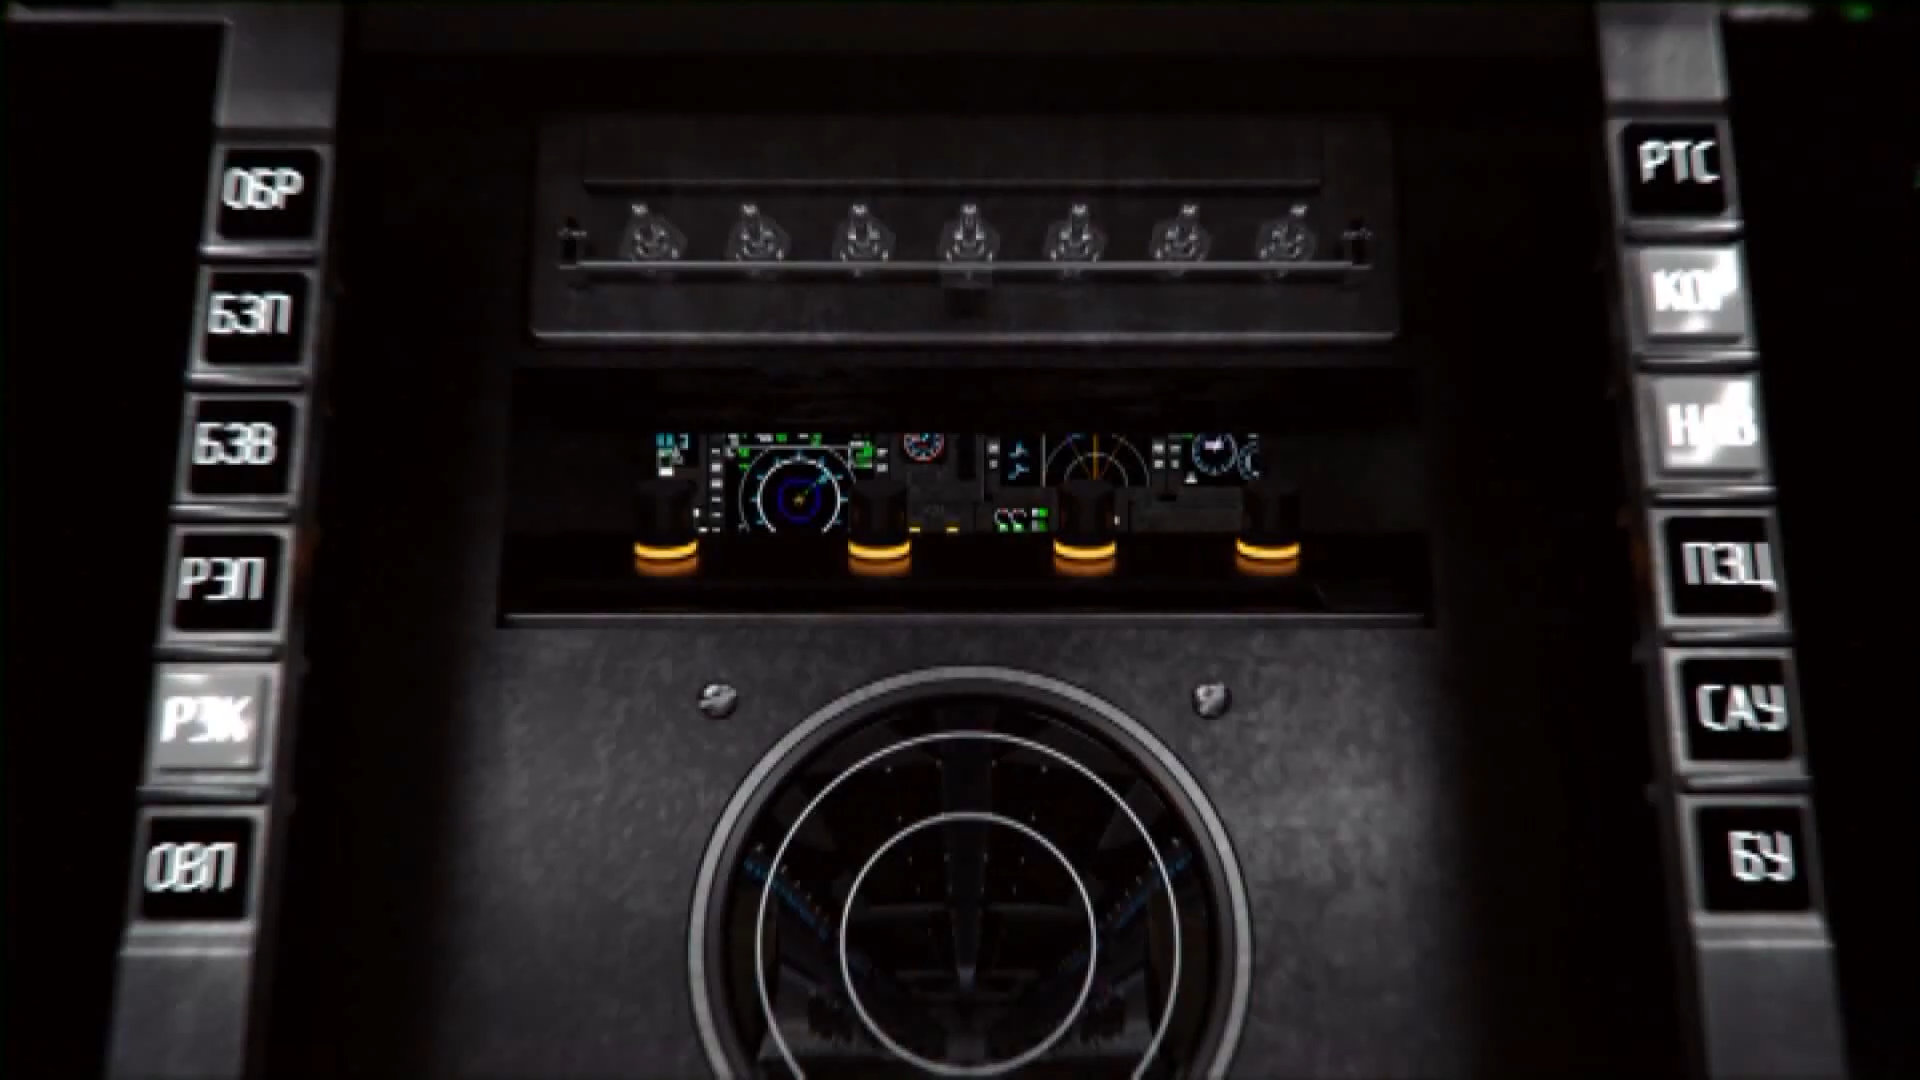 ОБР
БЗП
БЗВ
РЭП
РЭК
ОВП
РТС
КОР
НАВ
ПЗЦ
САУ
БУ